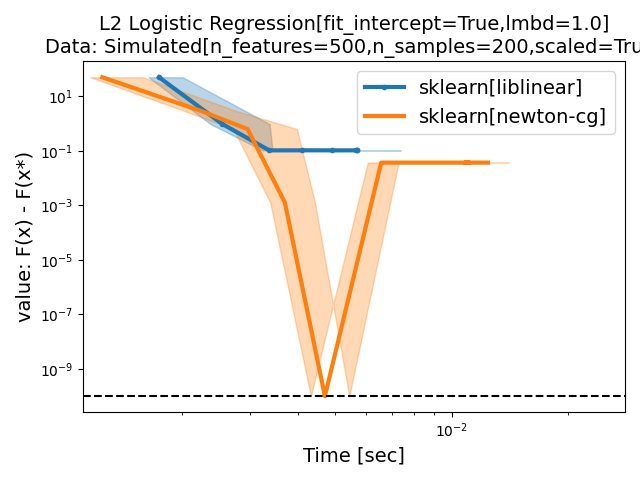 L2 Logistic Regression[fit_intercept=True,lmbd=1.0]
Data: Simulated[n_features=500,n_samples=200,scaled=Tru
sklearn[liblinear]
sklearn[newton-cg]
value: F(x) - F(x*)
10¹
10⁻¹
10⁻³
10⁻⁵
10⁻⁷
10⁻⁹
10⁻²
Time [sec]